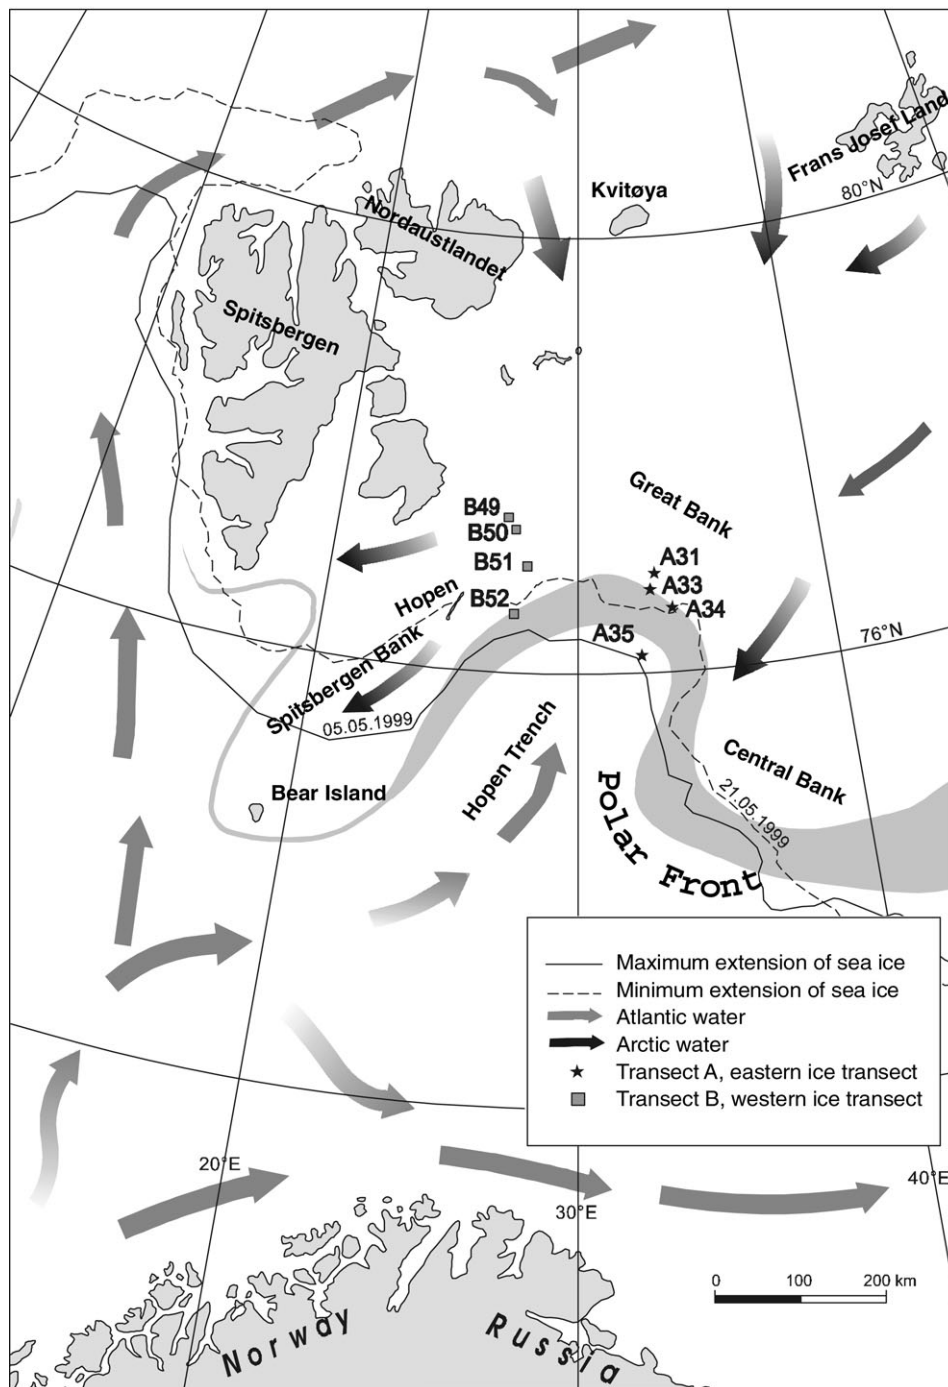 Frans Josef Land
80°N
Kvitøya
Nordaustlandet
Spitsbergen
Great Bank
B49
B50
B51
B52
A31
A33
A34
A35
Hopen
76°N
Spitsbergen Bank
05.05.1999
Hopen Trench
Bear Island
Central Bank
21.05.1999
Polar Front
Maximum extension of sea ice
Minimum extension of sea ice
Atlantic water
Arctic water
Transect A, eastern ice transect
Transect B, western ice transect
20°E
30°E
40°E
0 100 200 km
Norway
Russia